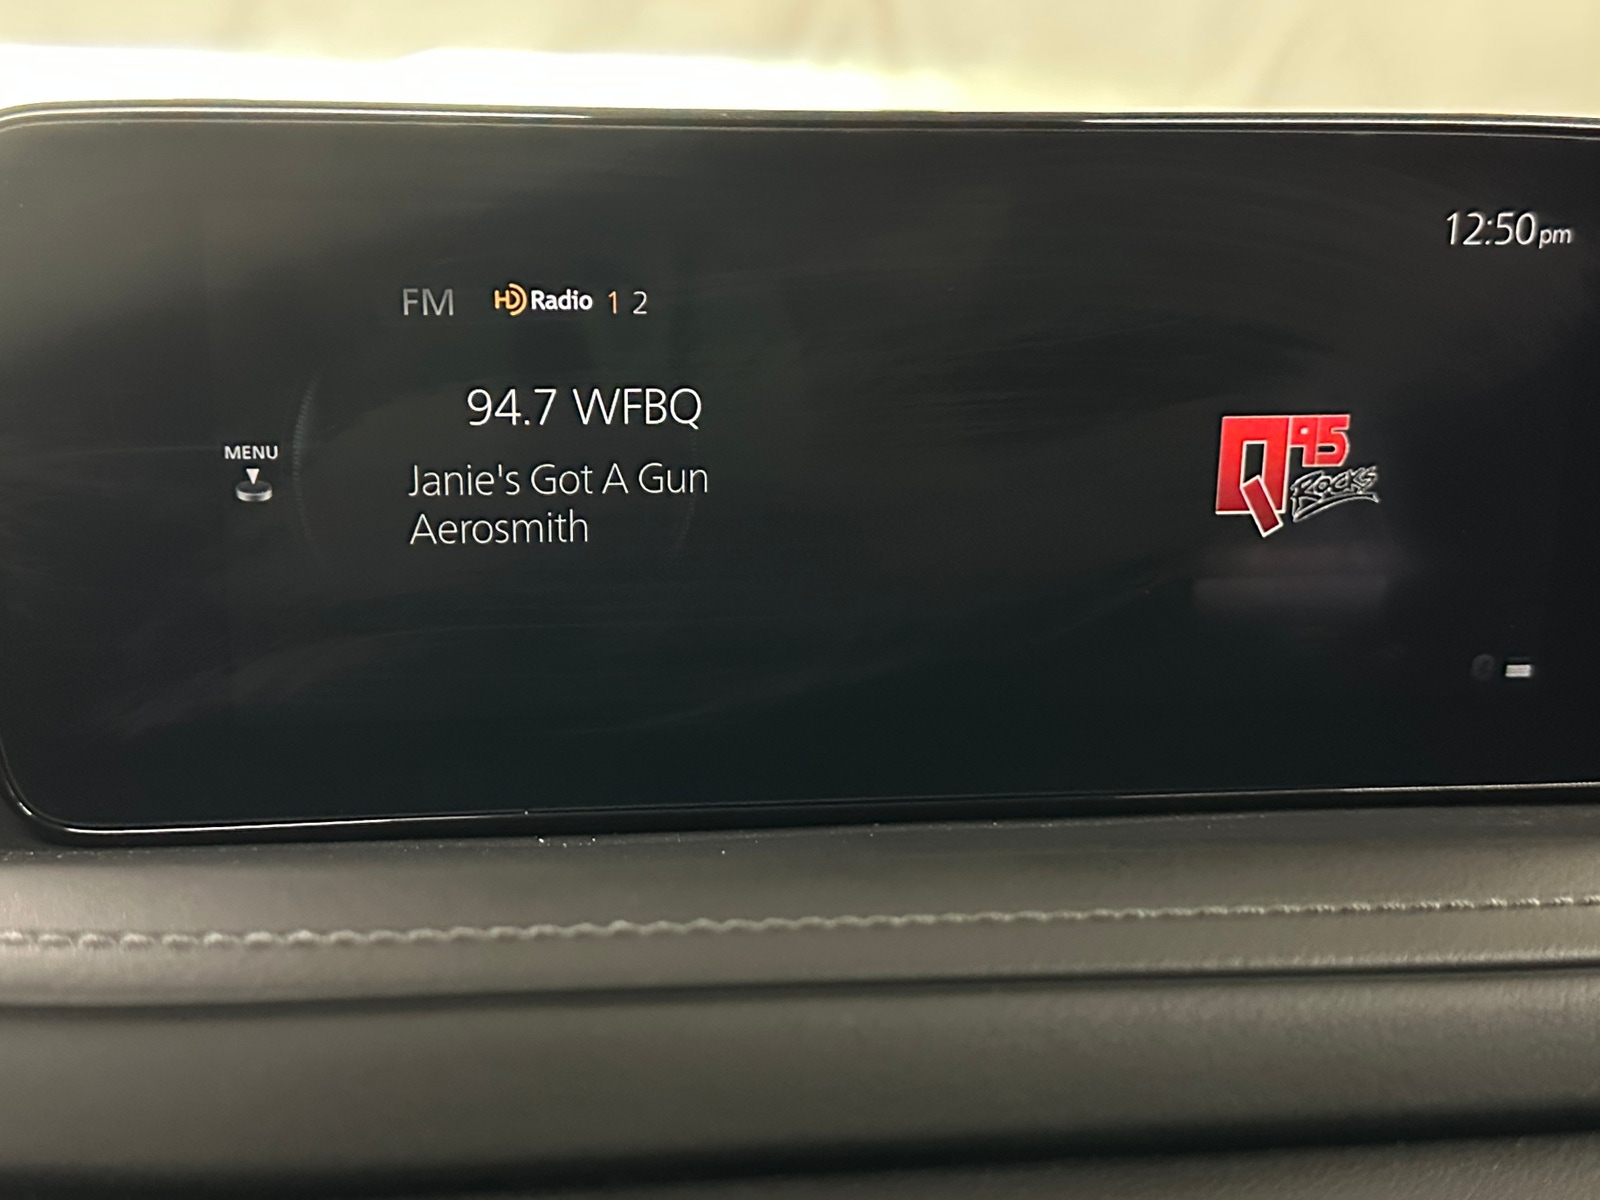 12:50pm
FM HD Radio 1 2
94.7 WFBQ
MENU
Janie's Got A Gun
Aerosmith
Q95
Rocks